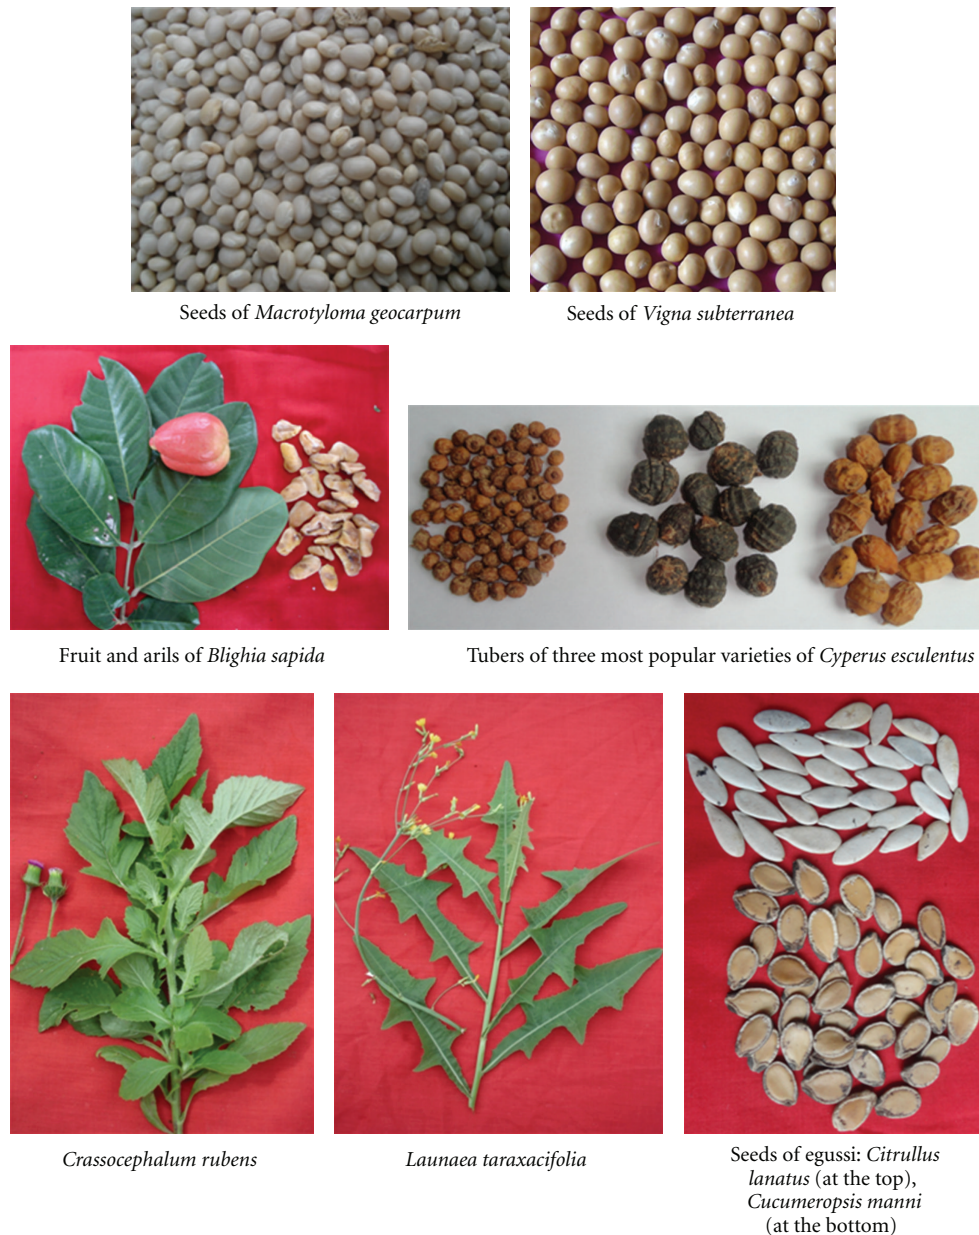 Seeds of Macrotyloma geocarpum
Seeds of Vigna subterranea
Fruit and arils of Blighia sapida
Tubers of three most popular varieties of Cyperus esculentus
Crassocephalum rubens
Launaea taraxacifolia
Seeds of egussi: Citrullus
lanatus (at the top),
Cucumeropsis manni
(at the bottom)